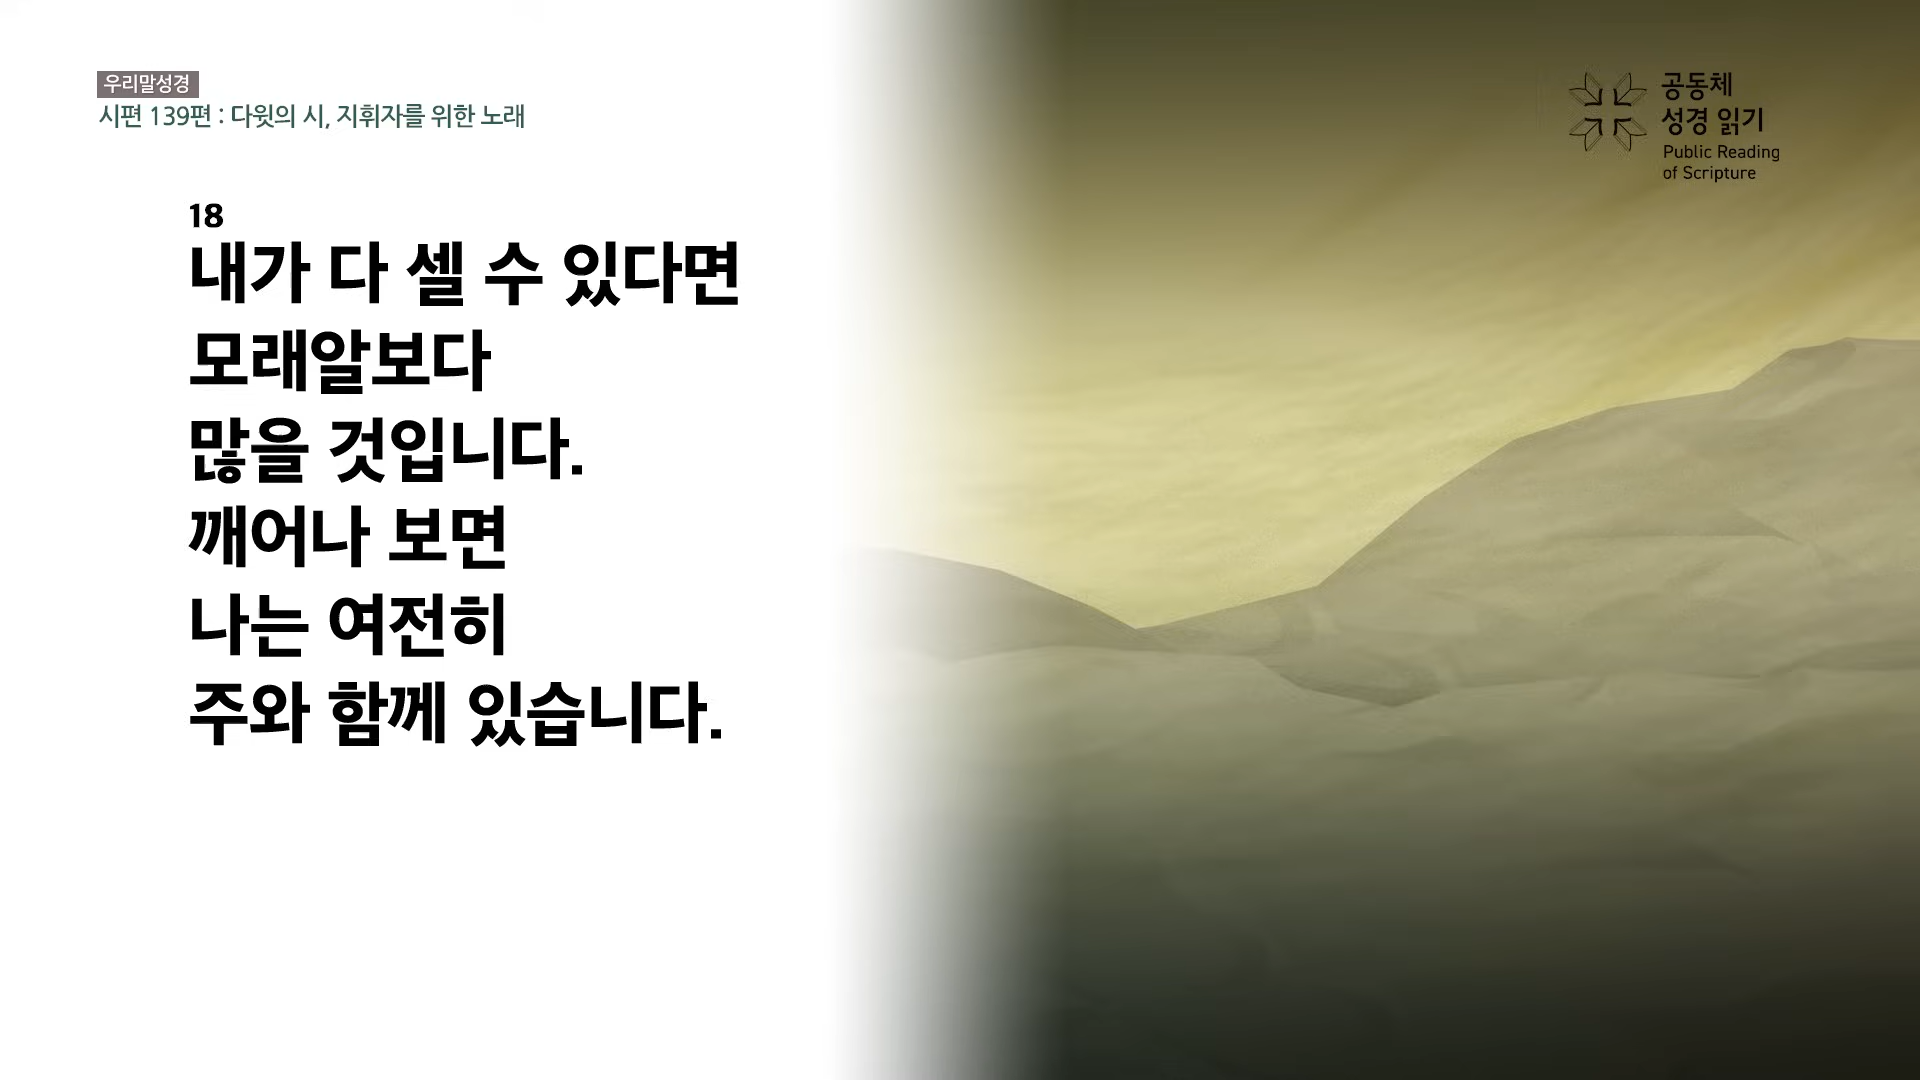 우리말성경
시편 139편 : 다윗의 시, 지휘자를 위한 노래
18
내가 다 셀 수 있다면
모래알보다
많을 것입니다.
깨어나 보면
나는 여전히
주와 함께 있습니다.
공동체
성경 읽기
Public Reading
of Scripture